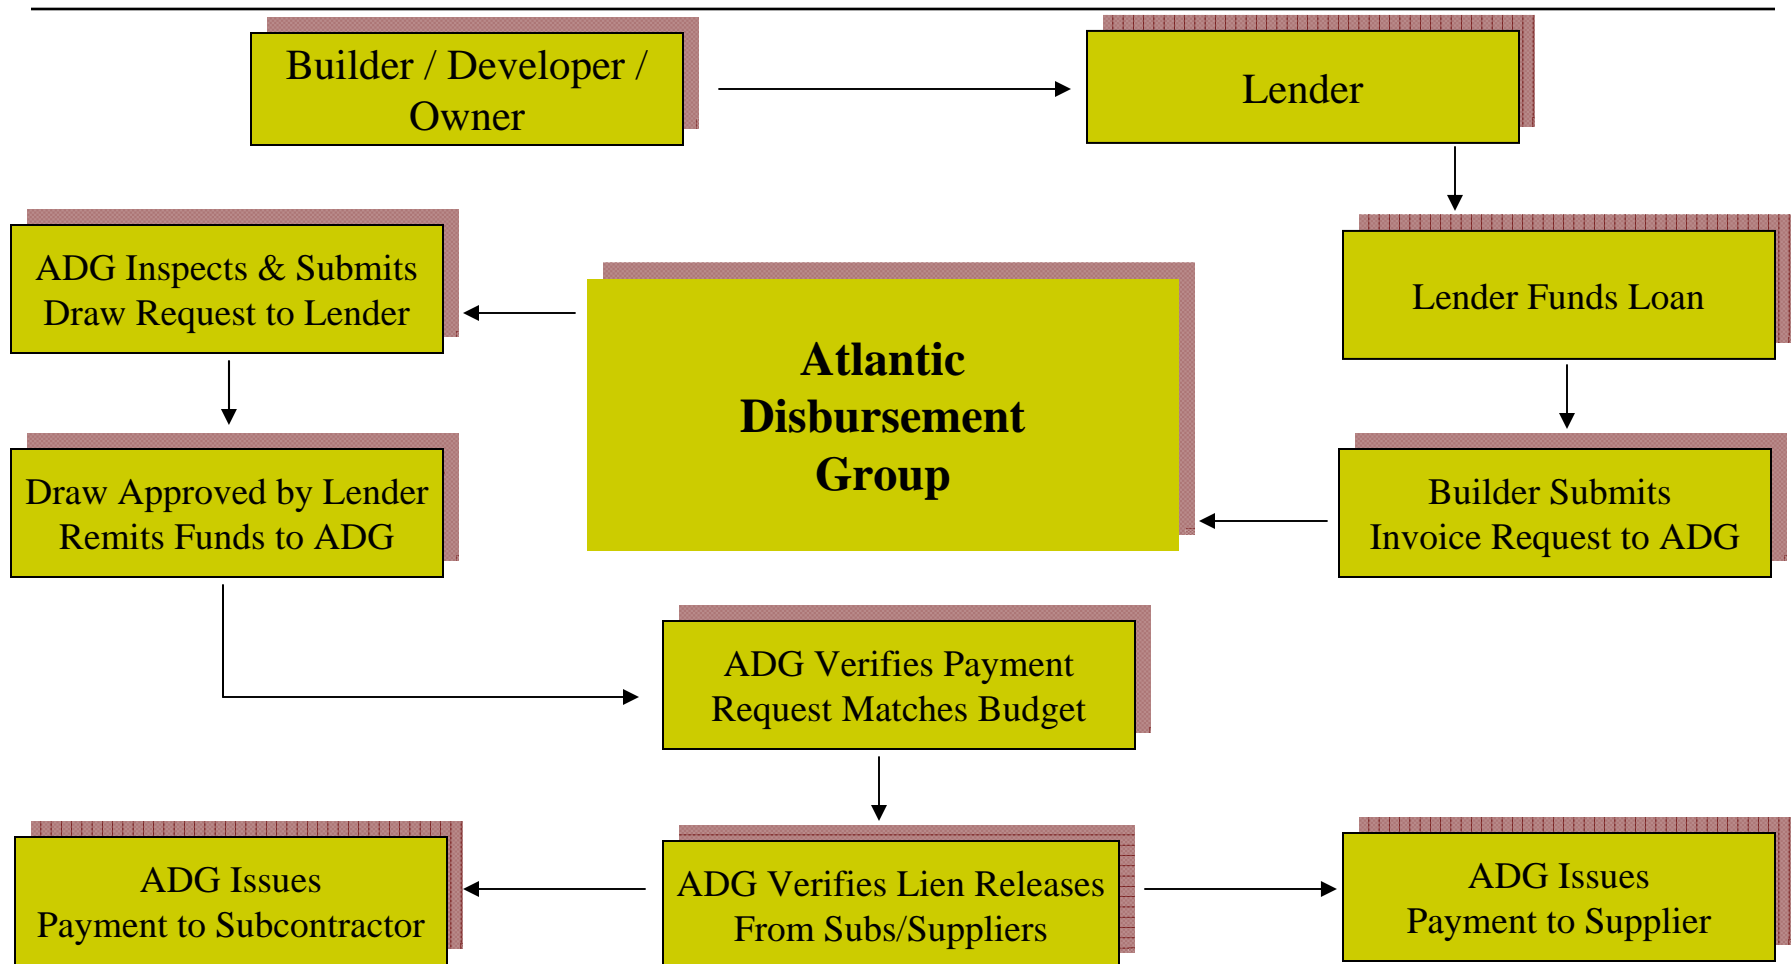 Builder / Developer /
Owner
Lender
ADG Inspects & Submits
Draw Request to Lender
Lender Funds Loan
Atlantic
Disbursement
Group
Draw Approved by Lender
Remits Funds to ADG
Builder Submits
Invoice Request to ADG
ADG Verifies Payment
Request Matches Budget
ADG Issues
Payment to Subcontractor
ADG Verifies Lien Releases
From Subs/Suppliers
ADG Issues
Payment to Supplier